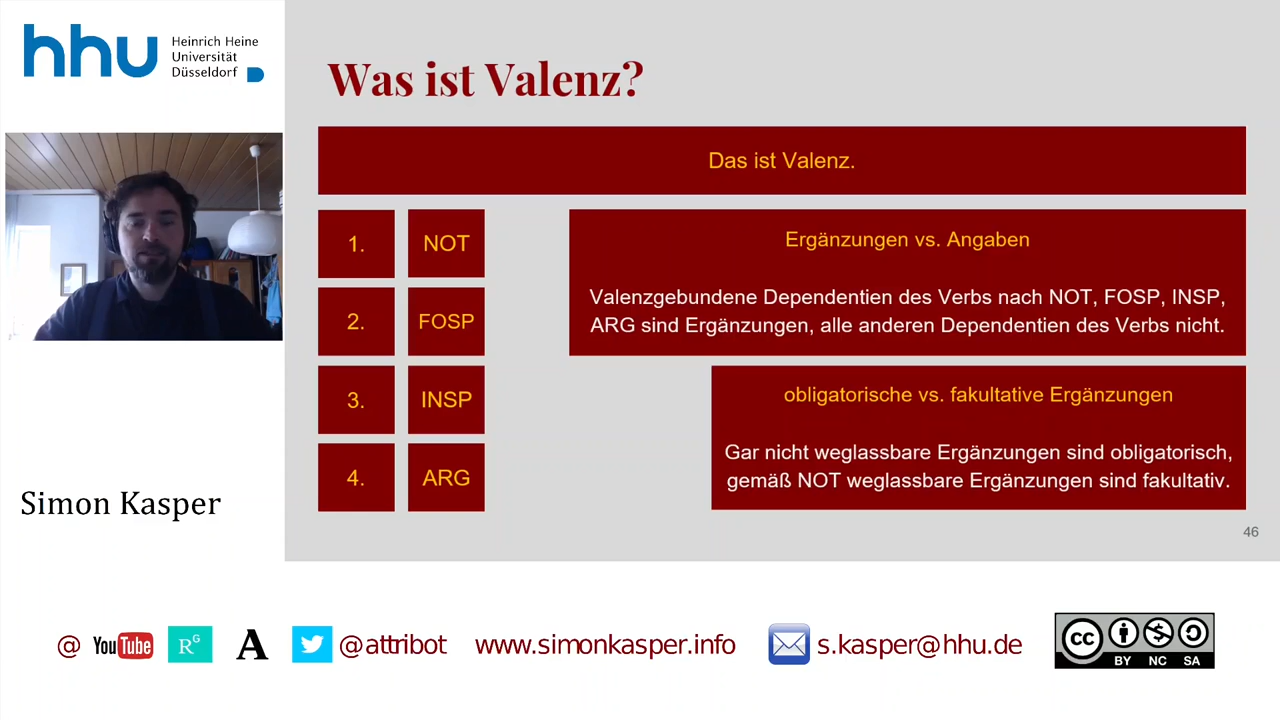 hhu
Heinrich Heine
Universität
Düsseldorf
Simon Kasper
Was ist Valenz?
Das ist Valenz.
1. NOT
2. FOSP
3. INSP
4. ARG
Ergänzungen vs. Angaben
Valenzgebundene Dependentien des Verbs nach NOT, FOSP, INSP,
ARG sind Ergänzungen, alle anderen Dependentien des Verbs nicht.
obligatorische vs. fakultative Ergänzungen
Gar nicht weglassbare Ergänzungen sind obligatorisch,
gemäß NOT weglassbare Ergänzungen sind fakultativ.
46
@ YouTube RG A @attribot www.simonkasper.info s.kasper@hhu.de
cc BY NC SA